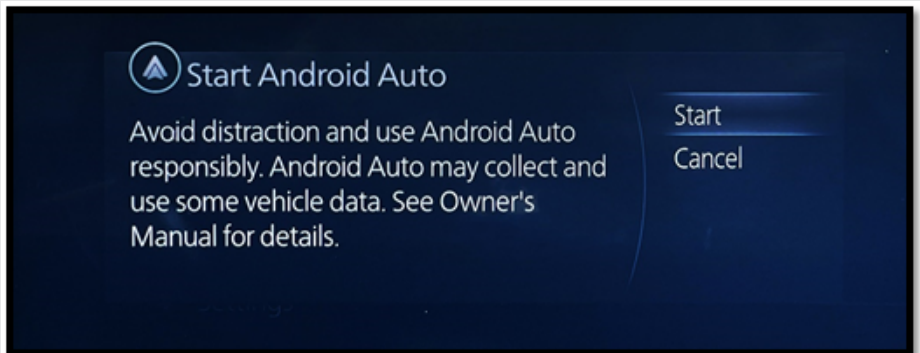 Start Android Auto
Avoid distraction and use Android Auto
responsibly. Android Auto may collect and
use some vehicle data. See Owner's
Manual for details.
Start
Cancel
Settings